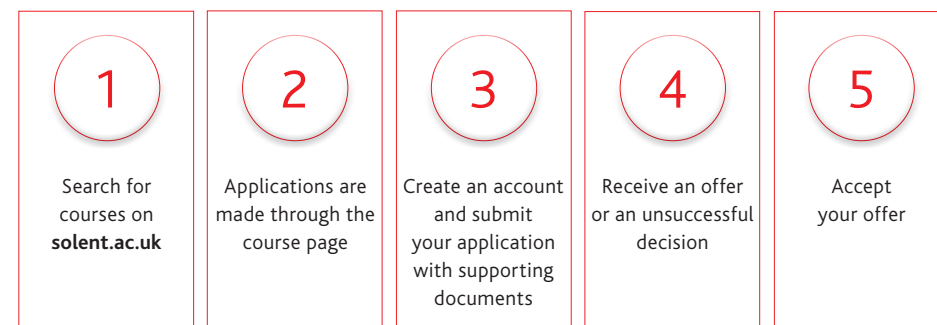 1
Search for
courses on
solent.ac.uk
2
Applications are
made through the
course page
3
Create an account
and submit
your application
with supporting
documents
4
Receive an offer
or an unsuccessful
decision
5
Accept
your offer